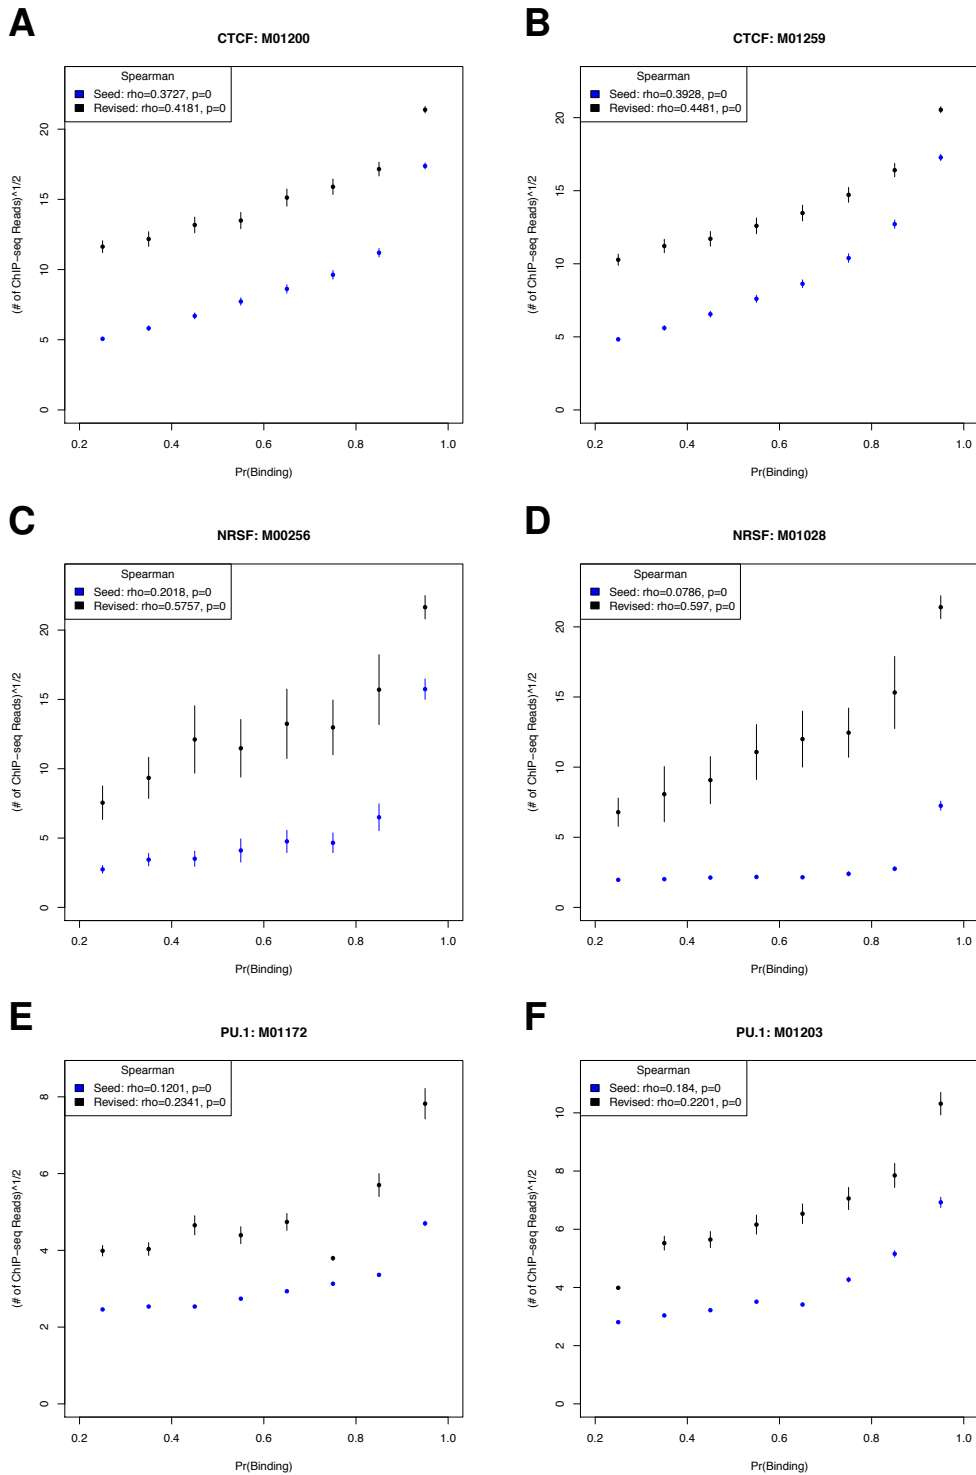 A
CTCF: M01200
Spearman
Seed: rho=0.3727, p=0
Revised: rho=0.4181, p=0
(# of ChIP−seq Reads)^1/2
0 5 10 15 20
0.2 0.4 0.6 0.8 1.0
Pr(Binding)
B
CTCF: M01259
Spearman
Seed: rho=0.3928, p=0
Revised: rho=0.4481, p=0
(# of ChIP−seq Reads)^1/2
0 5 10 15 20
0.2 0.4 0.6 0.8 1.0
Pr(Binding)
C
NRSF: M00256
Spearman
Seed: rho=0.2018, p=0
Revised: rho=0.5757, p=0
(# of ChIP−seq Reads)^1/2
0 5 10 15 20
0.2 0.4 0.6 0.8 1.0
Pr(Binding)
D
NRSF: M01028
Spearman
Seed: rho=0.0786, p=0
Revised: rho=0.597, p=0
(# of ChIP−seq Reads)^1/2
0 5 10 15 20
0.2 0.4 0.6 0.8 1.0
Pr(Binding)
E
PU.1: M01172
Spearman
Seed: rho=0.1201, p=0
Revised: rho=0.2341, p=0
(# of ChIP−seq Reads)^1/2
0 2 4 6 8
0.2 0.4 0.6 0.8 1.0
Pr(Binding)
F
PU.1: M01203
Spearman
Seed: rho=0.184, p=0
Revised: rho=0.2201, p=0
(# of ChIP−seq Reads)^1/2
0 2 4 6 8 10
0.2 0.4 0.6 0.8 1.0
Pr(Binding)